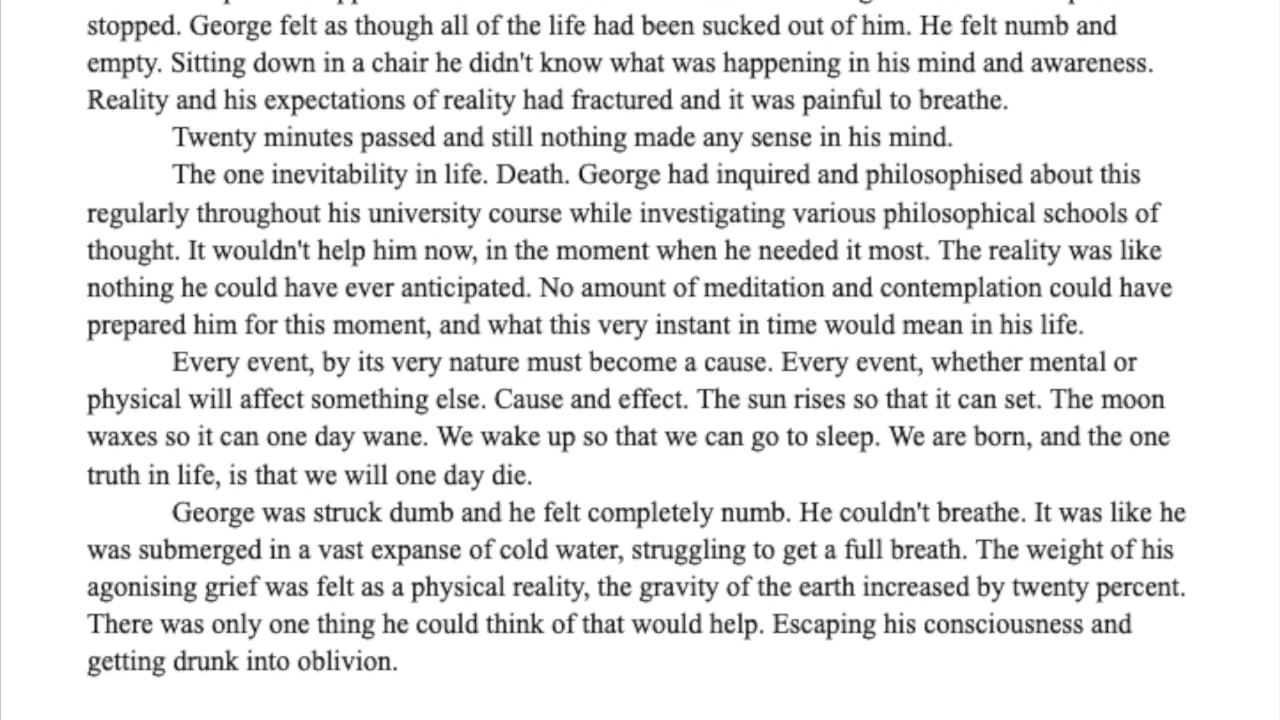 stopped. George felt as though all of the life had been sucked out of him. He felt numb and
empty. Sitting down in a chair he didn't know what was happening in his mind and awareness.
Reality and his expectations of reality had fractured and it was painful to breathe.
Twenty minutes passed and still nothing made any sense in his mind.
The one inevitability in life. Death. George had inquired and philosophised about this
regularly throughout his university course while investigating various philosophical schools of
thought. It wouldn't help him now, in the moment when he needed it most. The reality was like
nothing he could have ever anticipated. No amount of meditation and contemplation could have
prepared him for this moment, and what this very instant in time would mean in his life.
Every event, by its very nature must become a cause. Every event, whether mental or
physical will affect something else. Cause and effect. The sun rises so that it can set. The moon
waxes so it can one day wane. We wake up so that we can go to sleep. We are born, and the one
truth in life, is that we will one day die.
George was struck dumb and he felt completely numb. He couldn't breathe. It was like he
was submerged in a vast expanse of cold water, struggling to get a full breath. The weight of his
agonising grief was felt as a physical reality, the gravity of the earth increased by twenty percent.
There was only one thing he could think of that would help. Escaping his consciousness and
getting drunk into oblivion.